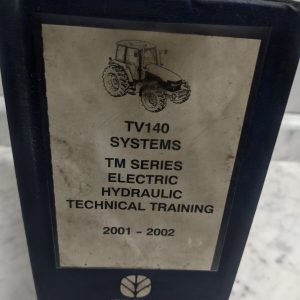 TV140
SYSTEMS
TM SERIES
ELECTRIC
HYDRAULIC
TECHNICAL TRAINING
2001 - 2002